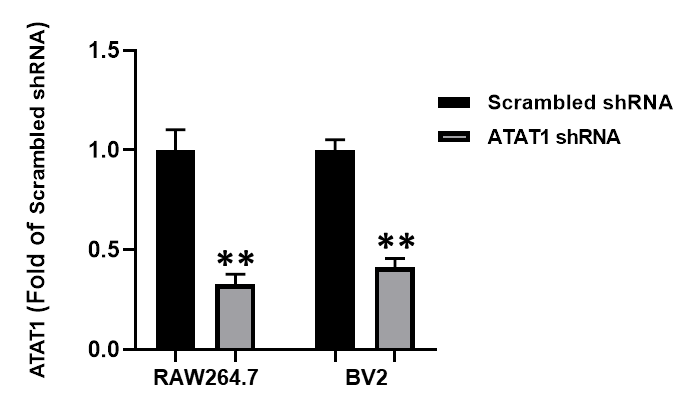 ATAT1 (Fold of Scrambled shRNA)
1.5
1.0
0.5
0.0
**
**
RAW264.7
BV2
Scrambled shRNA
ATAT1 shRNA